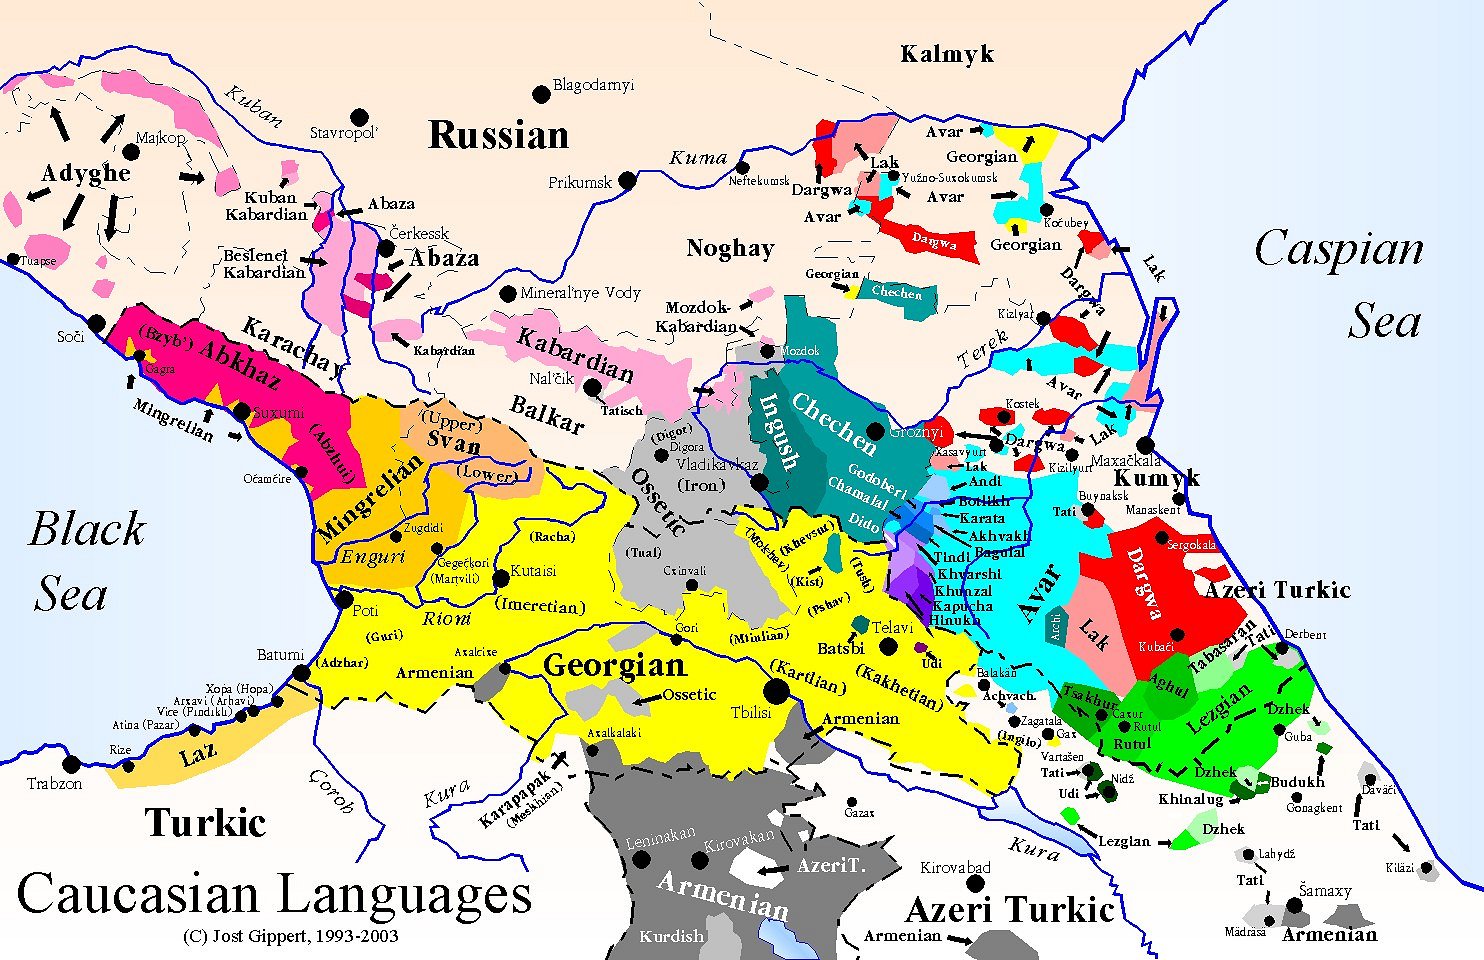 Kalmyk
Blagodarnyi
Kuban
Stavropol'
Russian
Avar
Georgian
Majkop
Kuma
Lak
Prikumsk
Neftekumsk
Dargwa
Yužno-Suxokumsk
Avar
Adyghe
Kuban
Kabardian
Abaza
Avar
Kočubey
Čerkessk
Noghay
Dargwa
Georgian
Caspian
Sea
Beslenei
Kabardian
Abaza
Tuapse
Georgian
Chechen
Dargwa
Lak
Mineral'nye Vody
Mozdok-
Kabardian
Kizlyar
Soči
(Bzyb')
Abkhaz
Karachay
Kabardian
Kabardian
Mozdok
Terek
Gagra
Nal'čik
Tatisch
Avar
Mingrelian
Suxumi
Balkar
Ingush
Chechen
Kostek
(Upper)
Svan
(Lower)
(Digor)
Digora
Groznyi
Dargwa
Lak
(Abzhui)
Xasavyurt
Kizilyurt
Maxačkala
Očamčire
Mingrelian
Vladikavkaz
(Iron)
Ossetic
Godoberi
Chamalal
Lak
Andi
Kumyk
Botlikh
Buynaksk
Manaskent
Black
Sea
Zugdidi
(Racha)
(Tual)
(Mokhev)
(Khevsur)
Dido
Karata
Tati
Akhvakh
Bagulal
Sergokala
Enguri
Gegečkori
(Martvili)
Kutaisi
Cxinvali
(Kist)
(Tush)
Tindi
Khvarshi
Khunzal
Kapucha
Hinukh
Avar
Dargwa
Azeri Turkic
(Imeretian)
(Pshav)
Poti
Rioni
(Guri)
Gori
(Mtiulian)
Telavi
Batsbi
Udi
Archi
Lak
Kubači
Tabasaran
Tati
Derbent
Batumi
(Adzhar)
Armenian
Axalcixe
Georgian
(Kartlian)
(Kakhetian)
Balakan
Achvach.
Tsakhur
Aghul
Lezgian
Xopa (Hopa)
Arxavi (Arhavi)
Vice (Findikli)
Atina (Pazar)
Ossetic
Tbilisi
Armenian
Zagatala
Caxur
Rutul
Rutul
Dzhek
Rize
Laz
Axalkalaki
(Ingilo)
Gax
Guba
Trabzon
Vartašen
Tati
Nidž
Udi
Dzhek
Budukh
Khinalug
Gonagkent
Daväči
Čoroh
Kura
Karapapak
(Meskhian)
Gazax
Tati
Turkic
Leninakan
Kirovakan
Lezgian
Dzhek
Kura
Caucasian Languages
Azeri T.
Kirovabad
Lahydž
Kiläzi
Tati
Armenian
Šamaxy
(C) Jost Gippert, 1993-2003
Kurdish
Azeri Turkic
Armenian
Mädräsä
Armenian